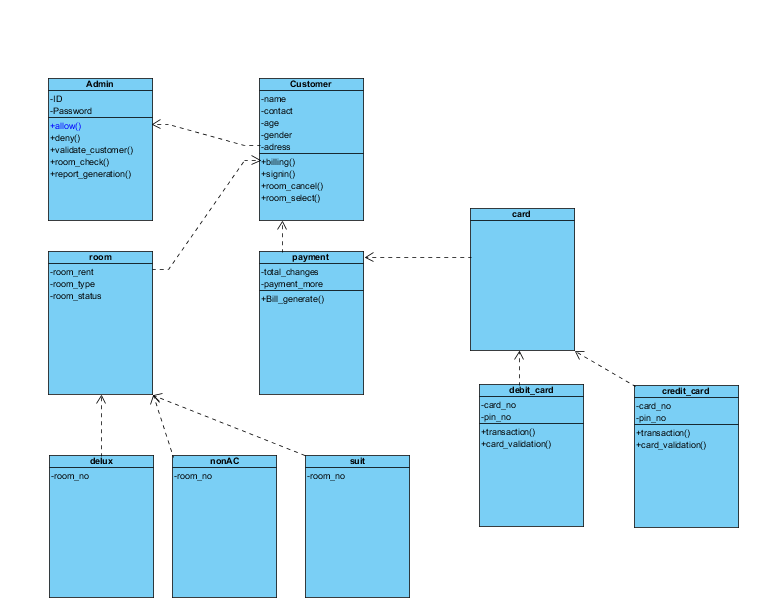 Admin
-ID
-Password
+allow()
+deny()
+validate_customer()
+room_check()
+report_generation()
Customer
-name
-contact
-age
-gender
-adress
+billing()
+signin()
+room_cancel()
+room_select()
card
room
-room_rent
-room_type
-room_status
payment
-total_changes
-payment_more
+Bill_generate()
debit_card
-card_no
-pin_no
+transaction()
+card_validation()
credit_card
-card_no
-pin_no
+transaction()
+card_validation()
delux
-room_no
nonAC
-room_no
suit
-room_no